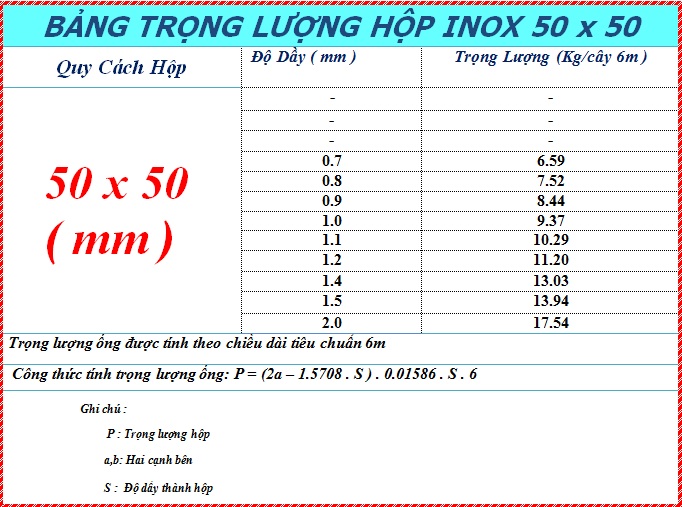 BẢNG TRỌNG LƯỢNG HỘP INOX 50 x 50
Quy Cách Hộp
Độ Dầy ( mm )
Trọng Lượng (Kg/cây 6m )
50 x 50
( mm )
- -
- -
- -
0.7 6.59
0.8 7.52
0.9 8.44
1.0 9.37
1.1 10.29
1.2 11.20
1.4 13.03
1.5 13.94
2.0 17.54
Trọng lượng ống được tính theo chiều dài tiêu chuẩn 6m
Công thức tính trọng lượng ống: P = (2a – 1.5708 . S ) . 0.01586 . S . 6
Ghi chú :
P : Trọng lượng hộp
a,b: Hai cạnh bên
S : Độ dầy thành hộp